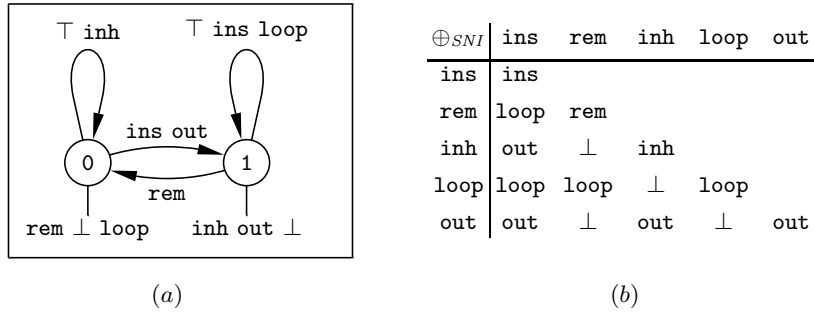 ⊤ inh
⊤ ins loop
ins out
0
1
rem
rem ⊥ loop
inh out ⊥
(a)
⊕SNI ins rem inh loop out
ins ins
rem loop rem
inh out ⊥ inh
loop loop loop ⊥ loop
out out ⊥ out ⊥ out
(b)